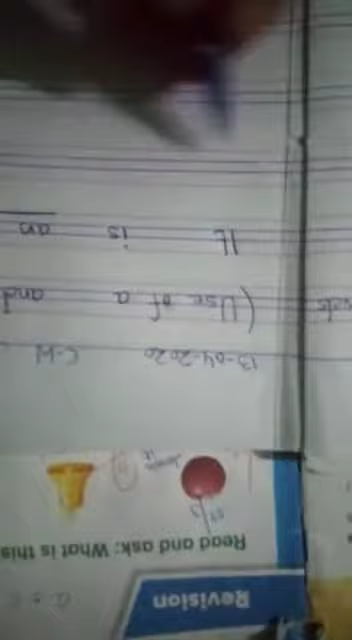 Revision
Read and ask: What is this
13-04-2020 C-W
(Use of a and
It is an